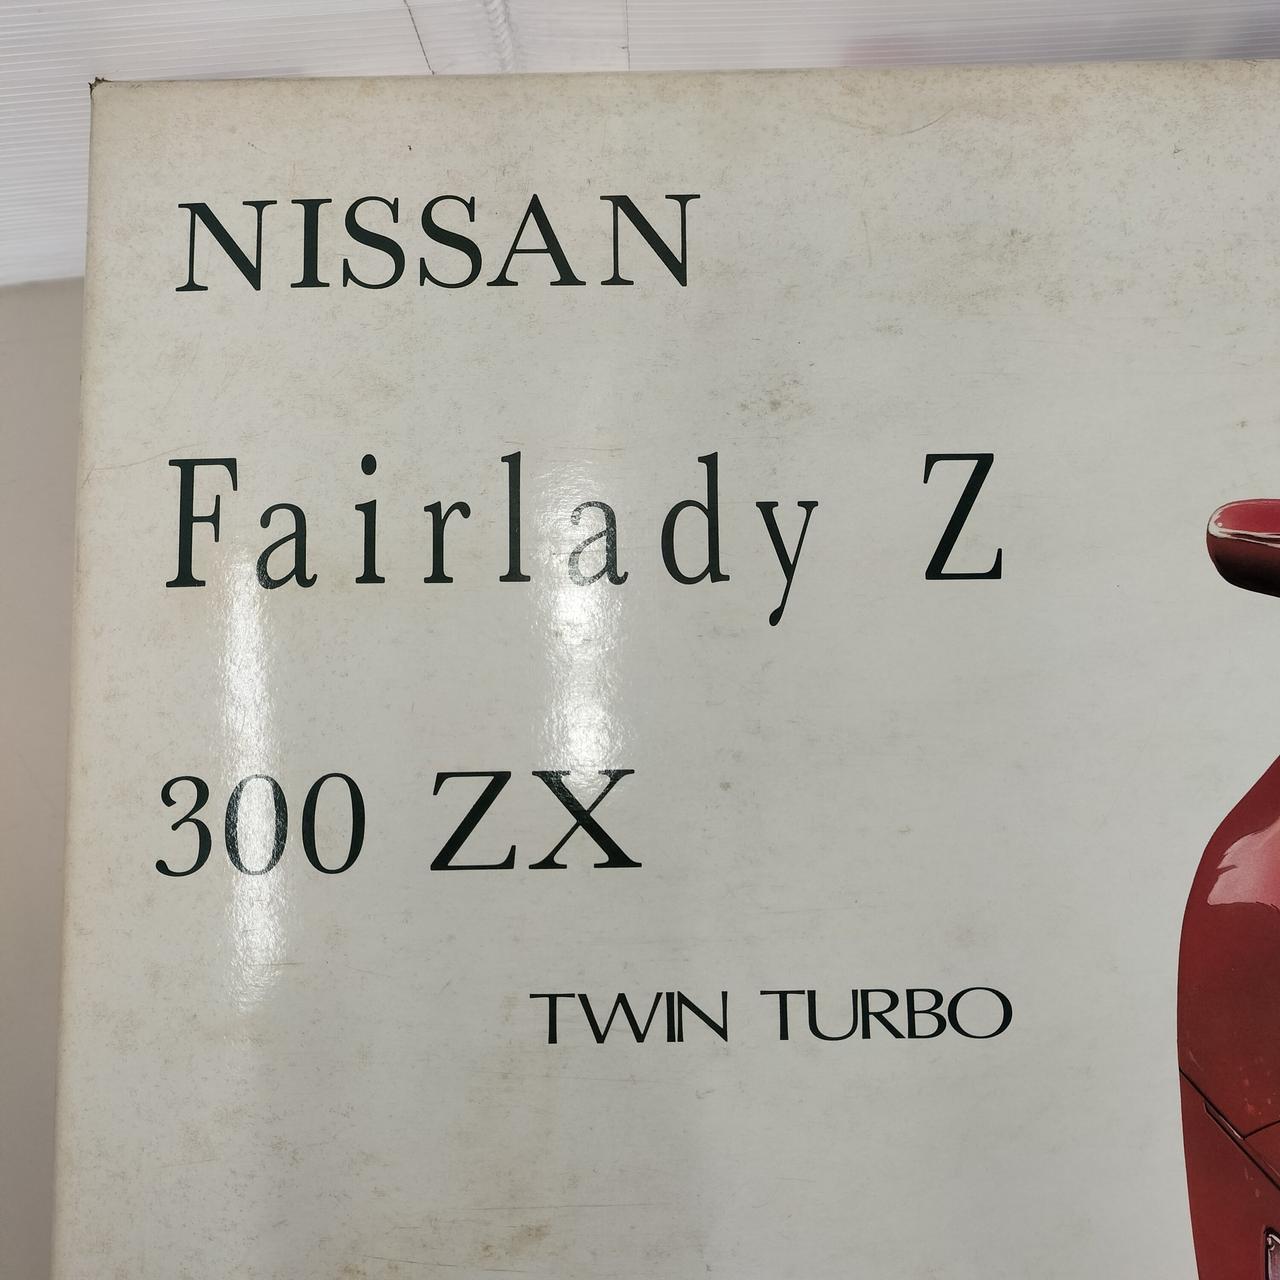 NISSAN
Fairlady Z
300 ZX
TWIN TURBO